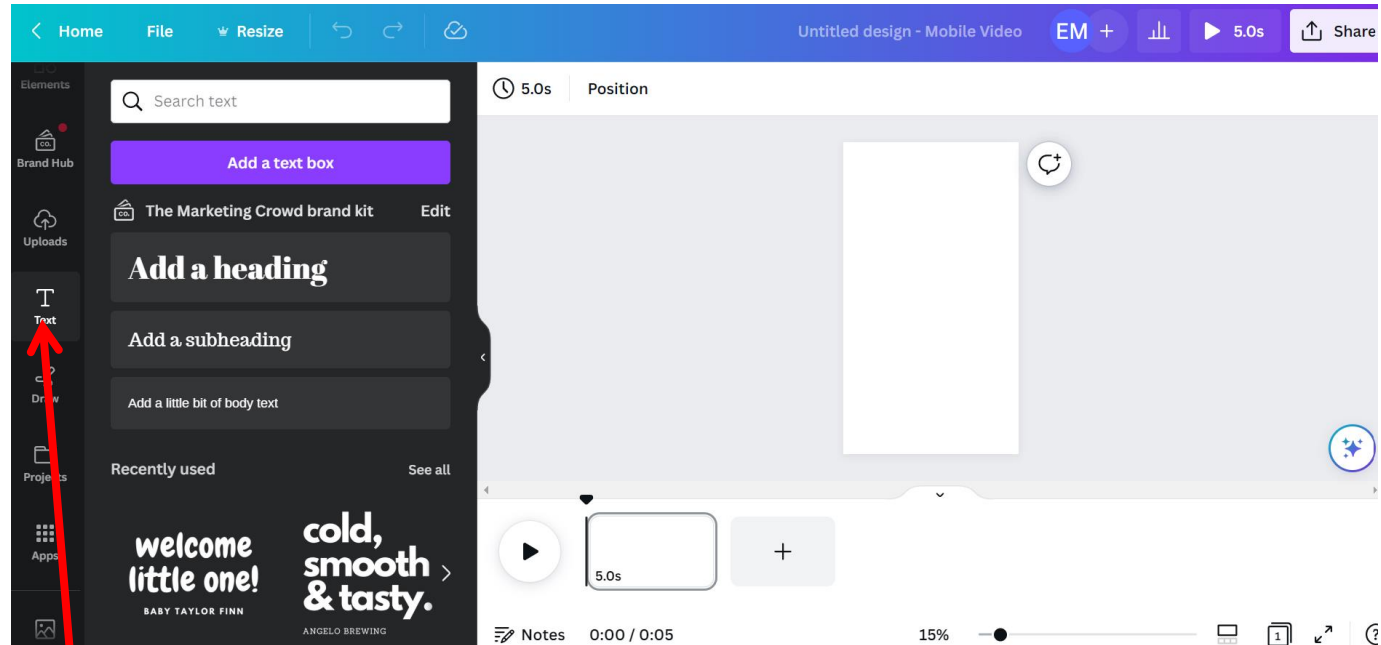 Home File Resize Untitled design - Mobile Video EM + 5.0s Share
Elements
Brand Hub
Uploads
Text
Draw
Projects
Apps
Search text
Add a text box
CO. The Marketing Crowd brand kit Edit
Add a heading
Add a subheading
Add a little bit of body text
Recently used See all
welcome
little one!
BABY TAYLOR FINN
cold,
smooth
& tasty.
ANGELO BREWING
5.0s Position
5.0s
Notes 0:00 / 0:05 15% 1 ?